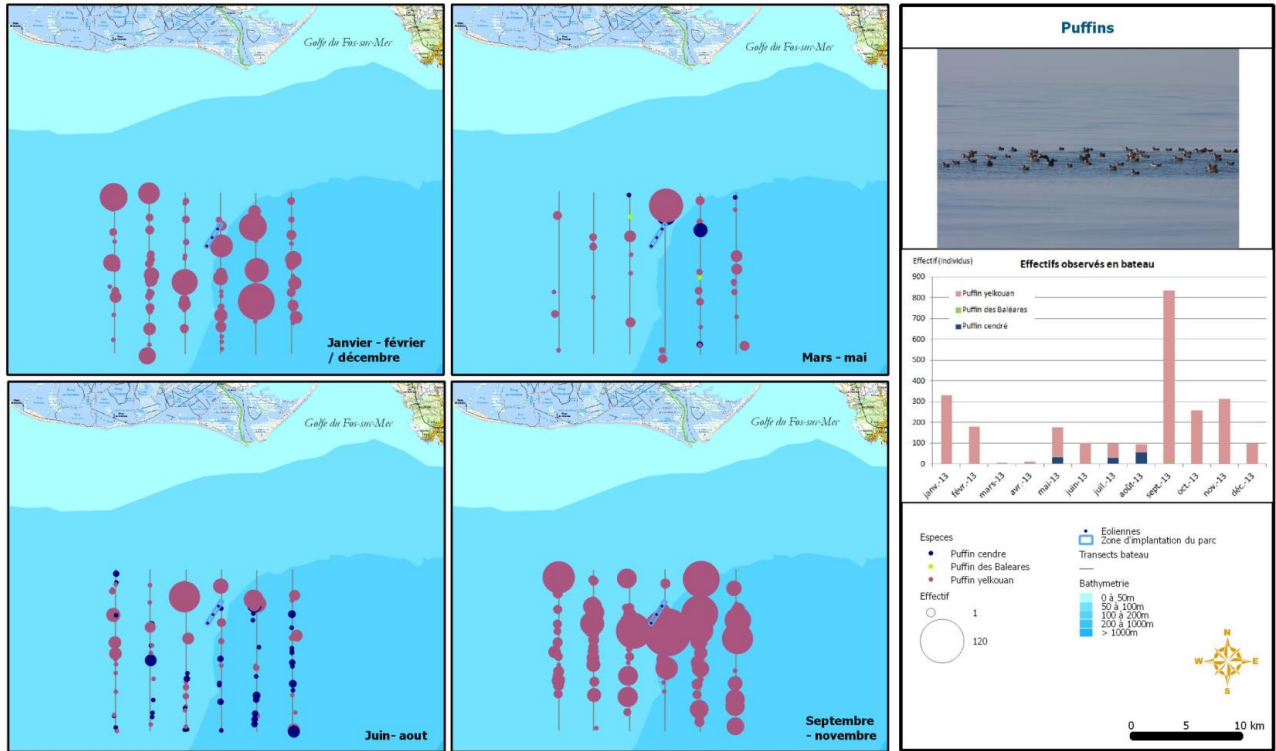 Golfe du Fos-sur-Mer
Janvier - février
/ décembre
Golfe du Fos-sur-Mer
Mars - mai
Golfe du Fos-sur-Mer
Juin- aout
Golfe du Fos-sur-Mer
Septembre
- novembre
Puffins
Effectif (individus)
Effectifs observés en bateau
900
800
700
600
500
400
300
200
100
0
Puffin yelkouan
Puffin des Baléares
Puffin cendré
janv.-13
févr.-13
mars-13
avr.-13
mai-13
juin-13
juil.-13
août-13
sept.-13
oct.-13
nov.-13
déc.-13
Especes
Puffin cendre
Puffin des Baleares
Puffin yelkouan
Effectif
1
120
Eoliennes
Zone d'implantation du parc
Transects bateau
Bathymetrie
0 à 50m
50 à 100m
100 à 200m
200 à 1000m
> 1000m
N
W E
S
0 5 10 km